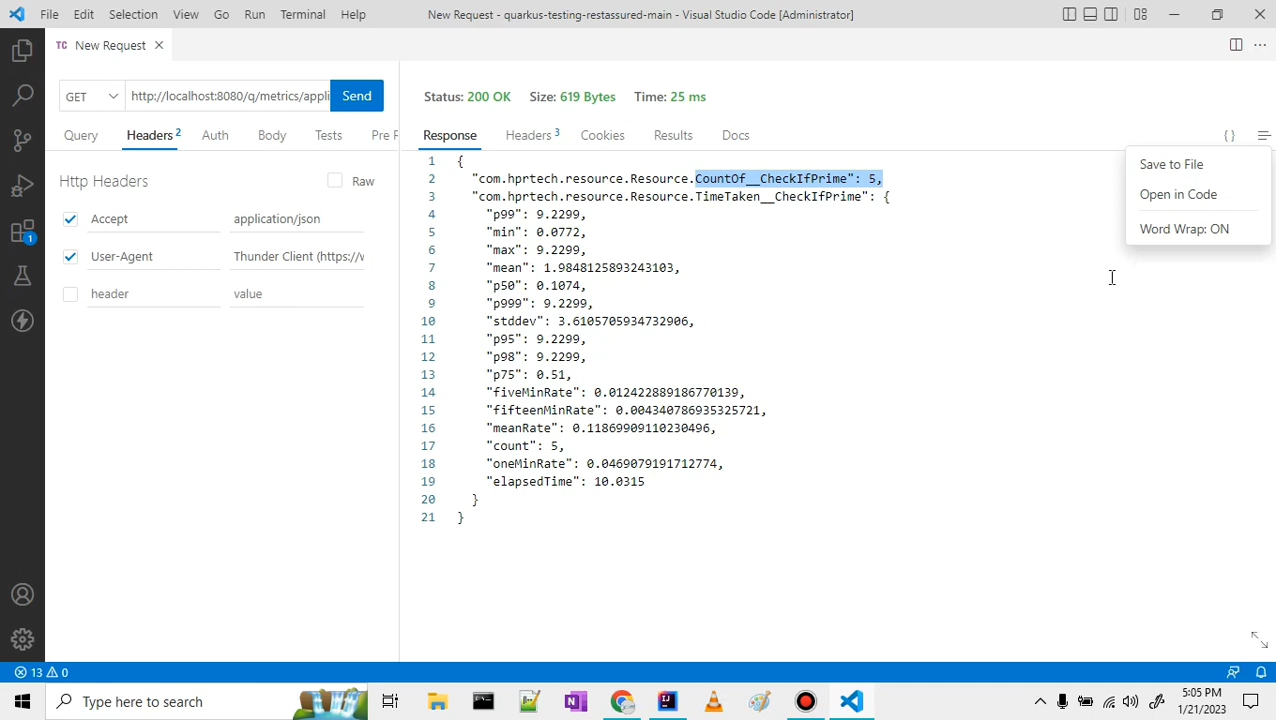 File Edit Selection View Go Run Terminal Help New Request - quarkus-testing-restassured-main - Visual Studio Code [Administrator]
TC New Request
GET http://localhost:8080/q/metrics/appli Send
Status: 200 OK Size: 619 Bytes Time: 25 ms
Query Headers 2 Auth Body Tests Pre R
Response Headers 3 Cookies Results Docs { }
Http Headers Raw
Accept application/json
User-Agent Thunder Client (https://w
header value
1 {
2 "com.hprtech.resource.Resource.CountOf__CheckIfPrime": 5,
3 "com.hprtech.resource.Resource.TimeTaken__CheckIfPrime": {
4 "p99": 9.2299,
5 "min": 0.0772,
6 "max": 9.2299,
7 "mean": 1.9848125893243103,
8 "p50": 0.1074,
9 "p999": 9.2299,
10 "stddev": 3.6105705934732906,
11 "p95": 9.2299,
12 "p98": 9.2299,
13 "p75": 0.51,
14 "fiveMinRate": 0.012422889186770139,
15 "fifteenMinRate": 0.004340786935325721,
16 "meanRate": 0.11869909110230496,
17 "count": 5,
18 "oneMinRate": 0.0469079191712774,
19 "elapsedTime": 10.0315
20 }
21 }
Save to File
Open in Code
Word Wrap: ON
1
13 0
Type here to search
5:05 PM
1/21/2023